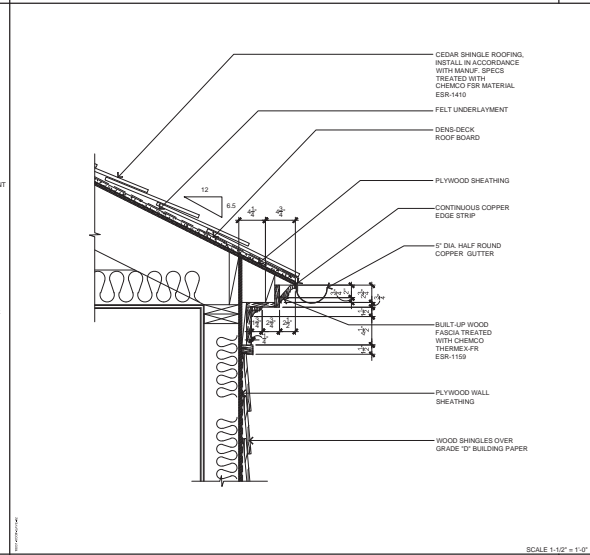 CEDAR SHINGLE ROOFING,
INSTALL IN ACCORDANCE
WITH MANUF. SPECS
TREATED WITH
CHEMCO FSR MATERIAL
ESR-1410
FELT UNDERLAYMENT
DENS-DECK
ROOF BOARD
NT
12
6.5
PLYWOOD SHEATHING
CONTINUOUS COPPER
EDGE STRIP
5" DIA. HALF ROUND
COPPER GUTTER
BUILT-UP WOOD
FASCIA TREATED
WITH CHEMCO
THERMEX-FR
ESR-1159
PLYWOOD WALL
SHEATHING
WOOD SHINGLES OVER
GRADE "D" BUILDING PAPER
SCALE 1-1/2" = 1'-0"